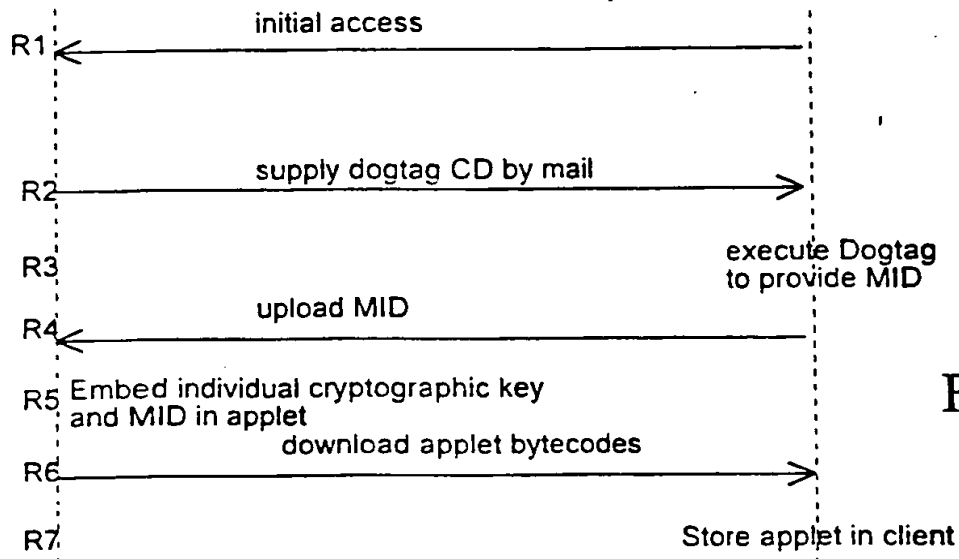 initial access
R1
supply dogtag CD by mail
R2
execute Dogtag
to provide MID
R3
upload MID
R4
R5 Embed individual cryptographic key
and MID in applet
download applet bytecodes
R6
R7 Store applet in client